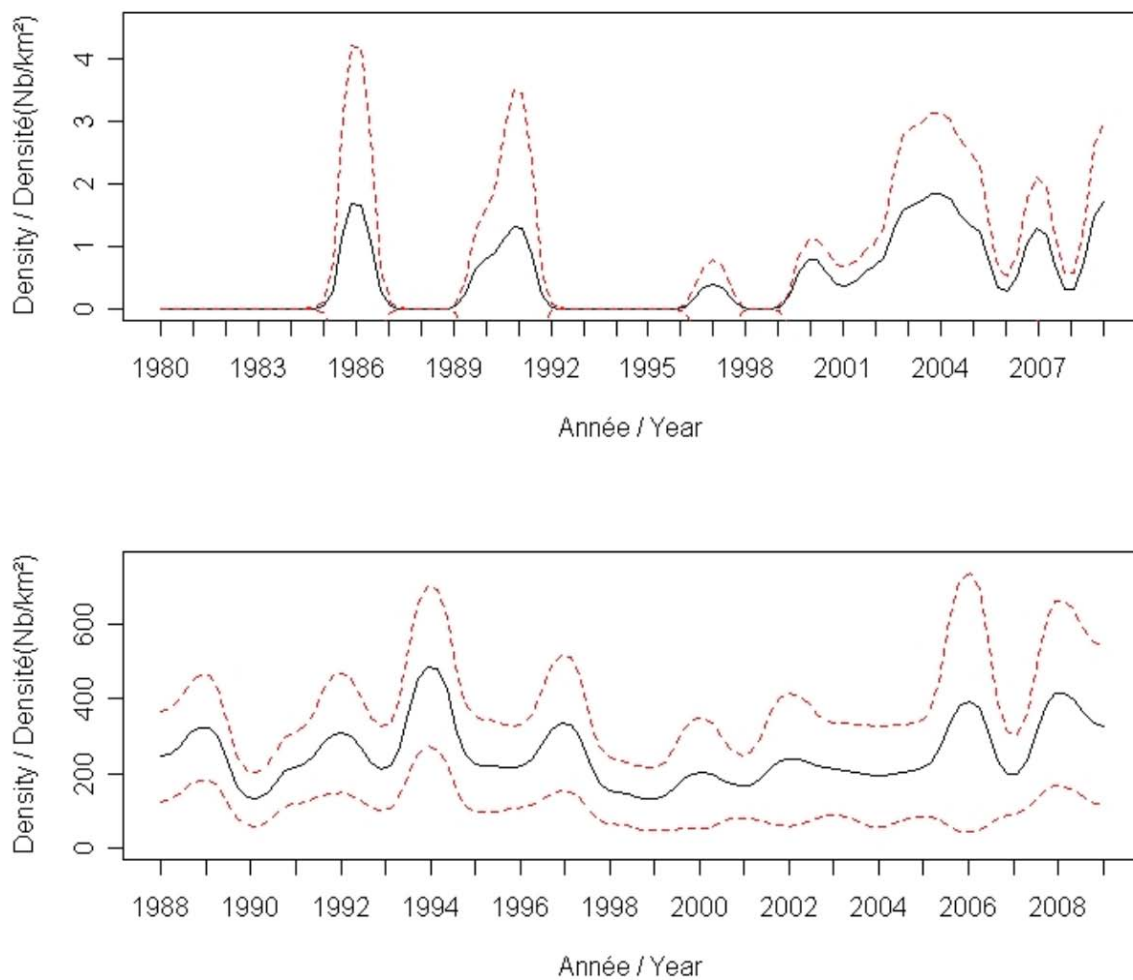 Density / Densité(Nb/km²)
4
3
2
1
0
1980 1983 1986 1989 1992 1995 1998 2001 2004 2007
Année / Year
Density / Densité(Nb/km²)
600
400
200
0
1988 1990 1992 1994 1996 1998 2000 2002 2004 2006 2008
Année / Year